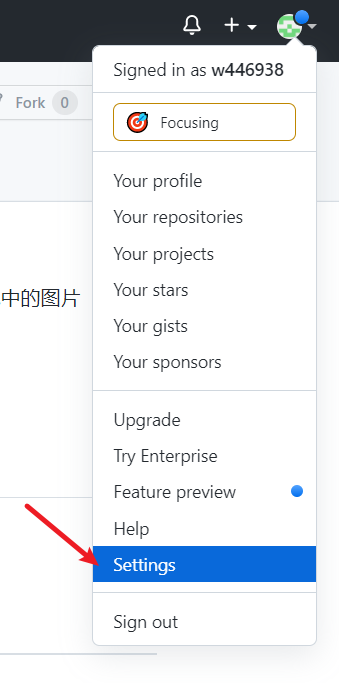 Signed in as w446938
Fork 0
Focusing
Your profile
Your repositories
Your projects
Your stars
中的图片
Your gists
Your sponsors
Upgrade
Try Enterprise
Feature preview
Help
Settings
Sign out